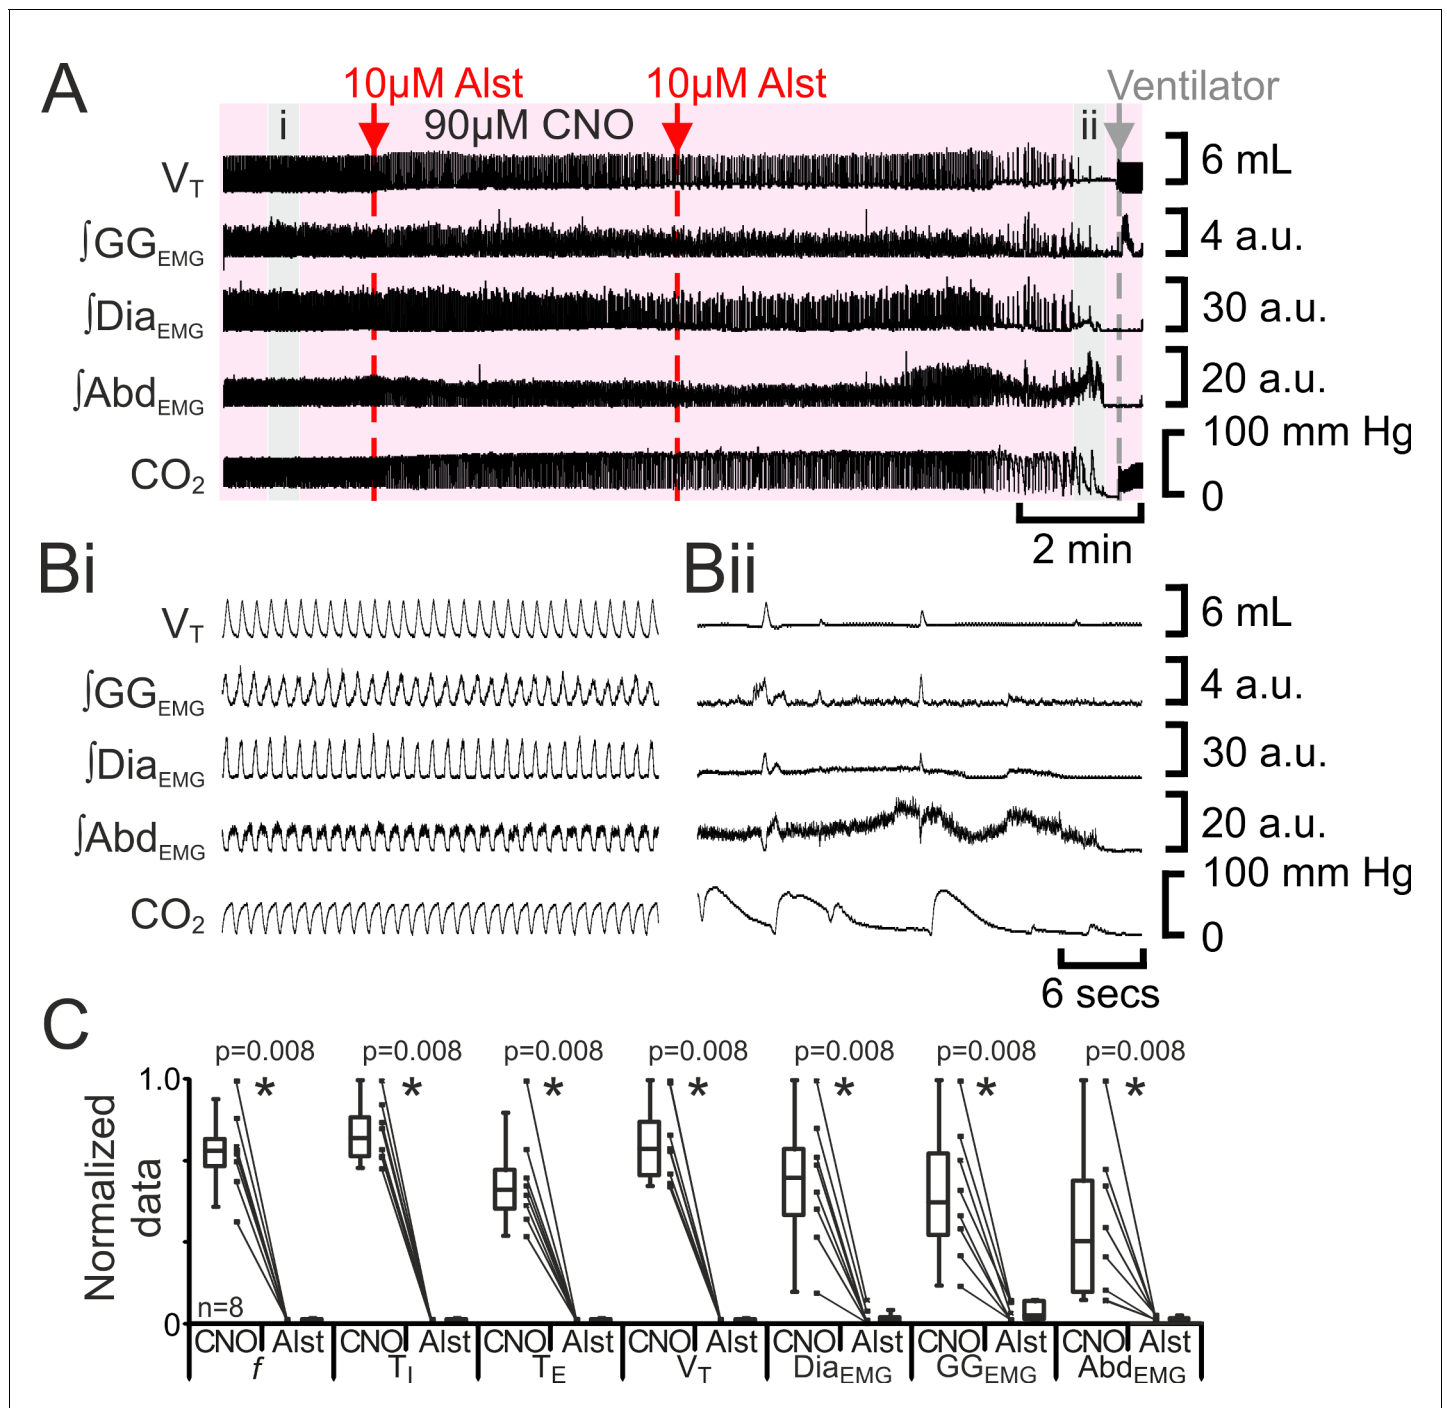 A
10µM Alst 10µM Alst Ventilator
i 90µM CNO ii
V_T 6 mL
∫GG_EMG 4 a.u.
∫Dia_EMG 30 a.u.
∫Abd_EMG 20 a.u.
100 mm Hg
CO₂
0
2 min
Bi Bii
V_T 6 mL
∫GG_EMG 4 a.u.
∫Dia_EMG 30 a.u.
∫Abd_EMG 20 a.u.
100 mm Hg
CO₂
0
6 secs
C
p=0.008 p=0.008 p=0.008 p=0.008 p=0.008 p=0.008 p=0.008
1.0 * * * * * * *
Normalized
data
n=8
0
CNO Alst CNO Alst CNO Alst CNO Alst CNO Alst CNO Alst CNO Alst
f T_I T_E V_T Dia_EMG GG_EMG Abd_EMG